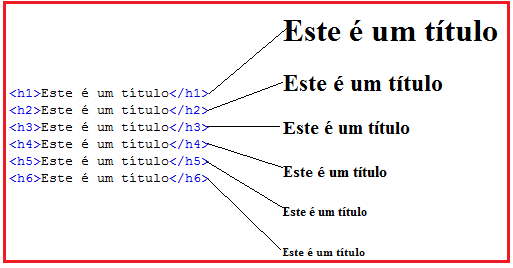 <h1>Este é um título</h1>
<h2>Este é um título</h2>
<h3>Este é um título</h3>
<h4>Este é um título</h4>
<h5>Este é um título</h5>
<h6>Este é um título</h6>
Este é um título
Este é um título
Este é um título
Este é um título
Este é um título
Este é um título